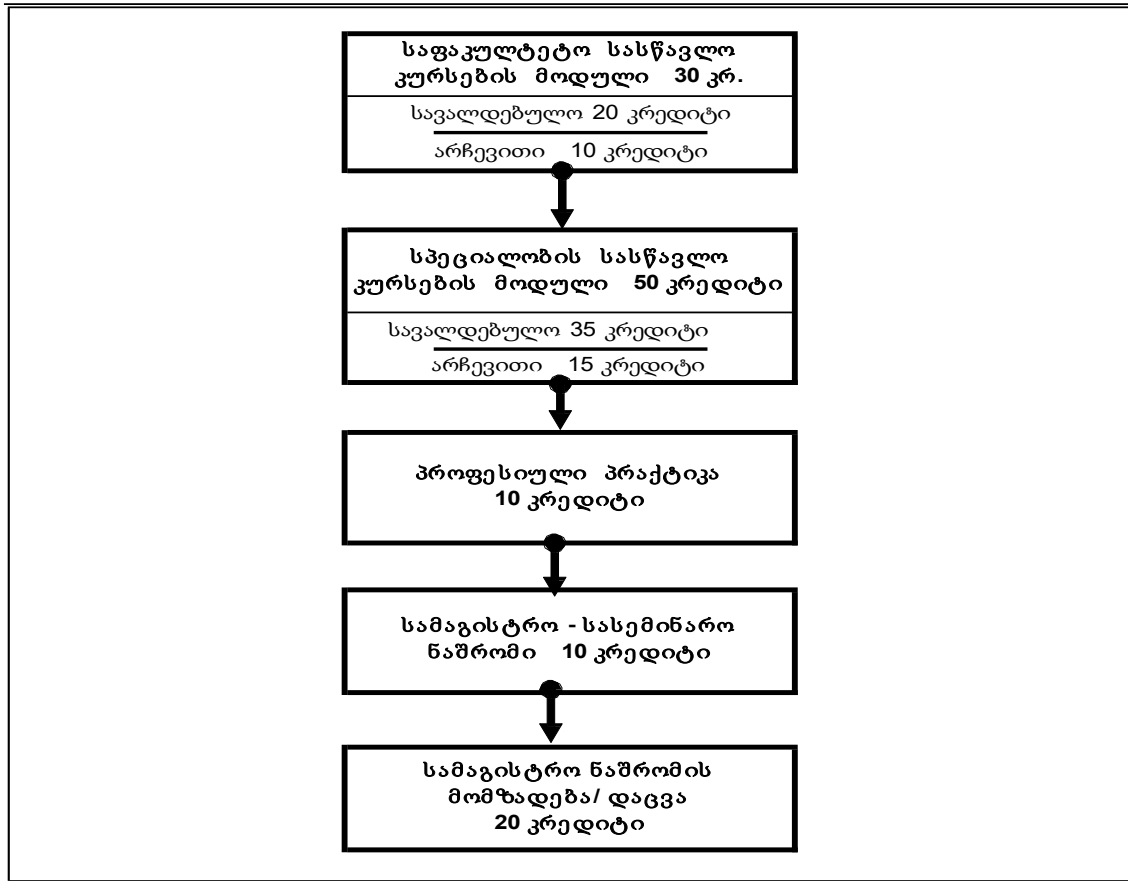 საფაკულტეტო სასწავლო
კურსების მოდული 30 კრ.
სავალდებულო 20 კრედიტი
არჩევითი 10 კრედიტი
სპეციალობის სასწავლო
კურსების მოდული 50 კრედიტი
სავალდებულო 35 კრედიტი
არჩევითი 15 კრედიტი
პროფესიული პრაქტიკა
10 კრედიტი
სამაგისტრო - სასემინარო
ნაშრომი 10 კრედიტი
სამაგისტრო ნაშრომის
მომზადება/ დაცვა
20 კრედიტი